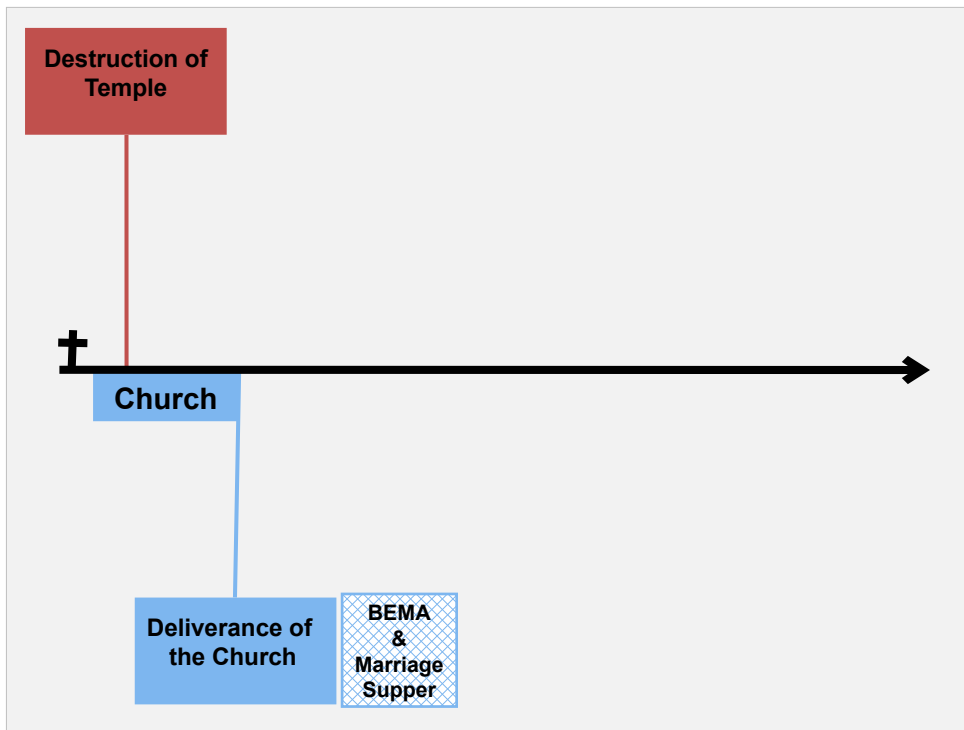 Destruction of
Temple
Church
Deliverance of
the Church
BEMA
&
Marriage
Supper